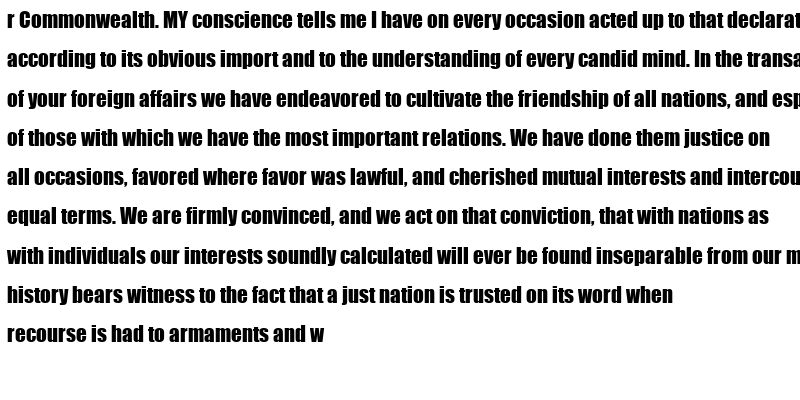 r Commonwealth. MY conscience tells me I have on every occasion acted up to that declarat
according to its obvious import and to the understanding of every candid mind. In the transa
of your foreign affairs we have endeavored to cultivate the friendship of all nations, and esp
of those with which we have the most important relations. We have done them justice on
all occasions, favored where favor was lawful, and cherished mutual interests and intercou
equal terms. We are firmly convinced, and we act on that conviction, that with nations as
with individuals our interests soundly calculated will ever be found inseparable from our m
history bears witness to the fact that a just nation is trusted on its word when
recourse is had to armaments and w